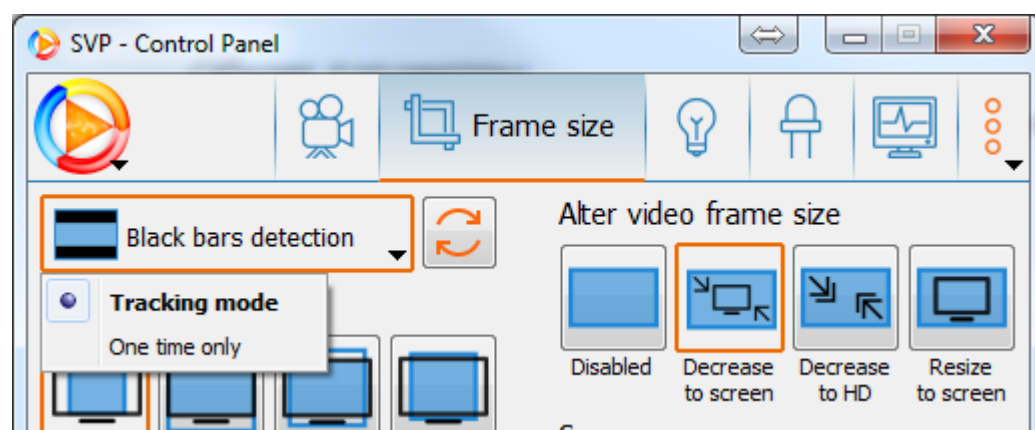 SVP - Control Panel
Frame size
Black bars detection
Tracking mode
One time only
Alter video frame size
Disabled
Decrease
to screen
Decrease
to HD
Resize
to screen